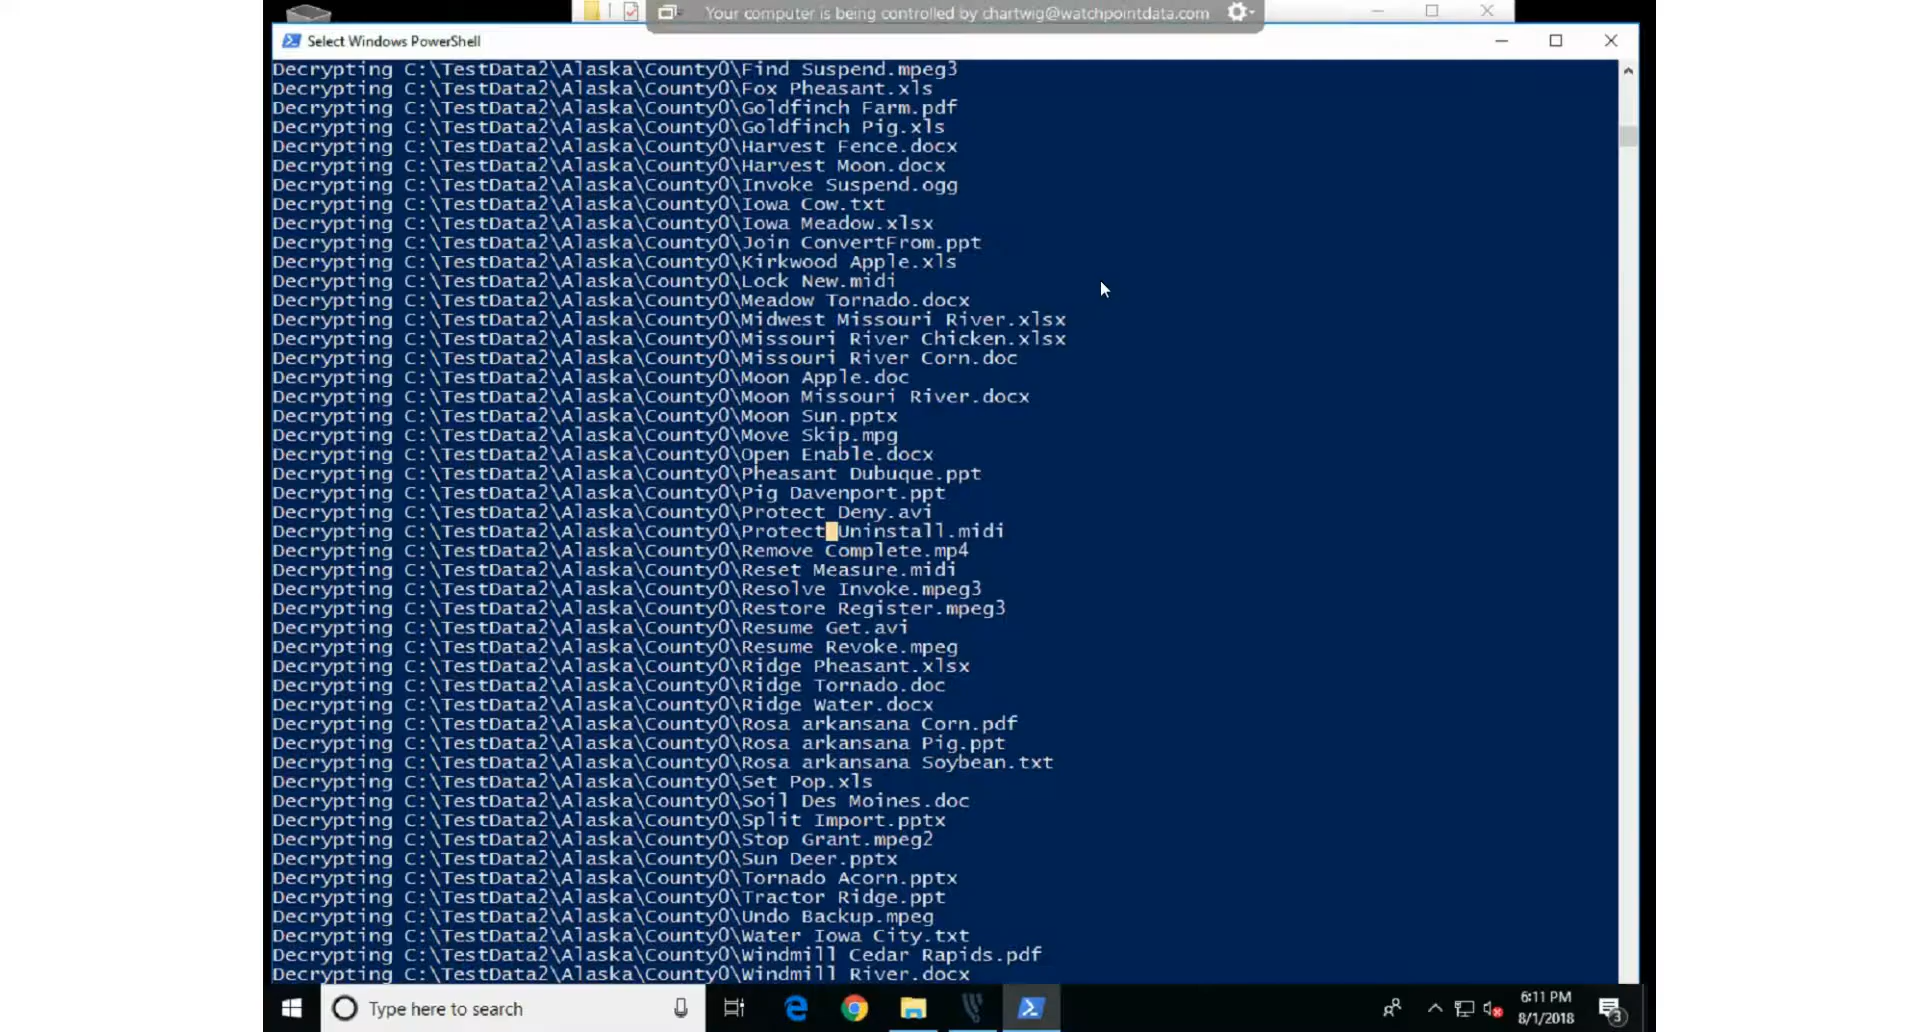 Your computer is being controlled by chartwig@watchpointdata.com
Select Windows PowerShell
Decrypting C:\TestData2\Alaska\County0\Find Suspend.mpeg3
Decrypting C:\TestData2\Alaska\County0\Fox Pheasant.xls
Decrypting C:\TestData2\Alaska\County0\Goldfinch Farm.pdf
Decrypting C:\TestData2\Alaska\County0\Goldfinch Pig.xls
Decrypting C:\TestData2\Alaska\County0\Harvest Fence.docx
Decrypting C:\TestData2\Alaska\County0\Harvest Moon.docx
Decrypting C:\TestData2\Alaska\County0\Invoke Suspend.ogg
Decrypting C:\TestData2\Alaska\County0\Iowa Cow.txt
Decrypting C:\TestData2\Alaska\County0\Iowa Meadow.xlsx
Decrypting C:\TestData2\Alaska\County0\Join ConvertFrom.ppt
Decrypting C:\TestData2\Alaska\County0\Kirkwood Apple.xls
Decrypting C:\TestData2\Alaska\County0\Lock New.midi
Decrypting C:\TestData2\Alaska\County0\Meadow Tornado.docx
Decrypting C:\TestData2\Alaska\County0\Midwest Missouri River.xlsx
Decrypting C:\TestData2\Alaska\County0\Missouri River Chicken.xlsx
Decrypting C:\TestData2\Alaska\County0\Missouri River Corn.doc
Decrypting C:\TestData2\Alaska\County0\Moon Apple.doc
Decrypting C:\TestData2\Alaska\County0\Moon Missouri River.docx
Decrypting C:\TestData2\Alaska\County0\Moon Sun.pptx
Decrypting C:\TestData2\Alaska\County0\Move Skip.mpg
Decrypting C:\TestData2\Alaska\County0\Open Enable.docx
Decrypting C:\TestData2\Alaska\County0\Pheasant Dubuque.ppt
Decrypting C:\TestData2\Alaska\County0\Pig Davenport.ppt
Decrypting C:\TestData2\Alaska\County0\Protect Deny.avi
Decrypting C:\TestData2\Alaska\County0\Protect Uninstall.midi
Decrypting C:\TestData2\Alaska\County0\Remove Complete.mp4
Decrypting C:\TestData2\Alaska\County0\Reset Measure.midi
Decrypting C:\TestData2\Alaska\County0\Resolve Invoke.mpeg3
Decrypting C:\TestData2\Alaska\County0\Restore Register.mpeg3
Decrypting C:\TestData2\Alaska\County0\Resume Get.avi
Decrypting C:\TestData2\Alaska\County0\Resume Revoke.mpeg
Decrypting C:\TestData2\Alaska\County0\Ridge Pheasant.xlsx
Decrypting C:\TestData2\Alaska\County0\Ridge Tornado.doc
Decrypting C:\TestData2\Alaska\County0\Ridge Water.docx
Decrypting C:\TestData2\Alaska\County0\Rosa arkansana Corn.pdf
Decrypting C:\TestData2\Alaska\County0\Rosa arkansana Pig.ppt
Decrypting C:\TestData2\Alaska\County0\Rosa arkansana Soybean.txt
Decrypting C:\TestData2\Alaska\County0\Set Pop.xls
Decrypting C:\TestData2\Alaska\County0\Soil Des Moines.doc
Decrypting C:\TestData2\Alaska\County0\Split Import.pptx
Decrypting C:\TestData2\Alaska\County0\Stop Grant.mpeg2
Decrypting C:\TestData2\Alaska\County0\Sun Deer.pptx
Decrypting C:\TestData2\Alaska\County0\Tornado Acorn.pptx
Decrypting C:\TestData2\Alaska\County0\Tractor Ridge.ppt
Decrypting C:\TestData2\Alaska\County0\Undo Backup.mpeg
Decrypting C:\TestData2\Alaska\County0\Water Iowa City.txt
Decrypting C:\TestData2\Alaska\County0\Windmill Cedar Rapids.pdf
Decrypting C:\TestData2\Alaska\County0\Windmill River.docx
Type here to search
6:11 PM
8/1/2018
3